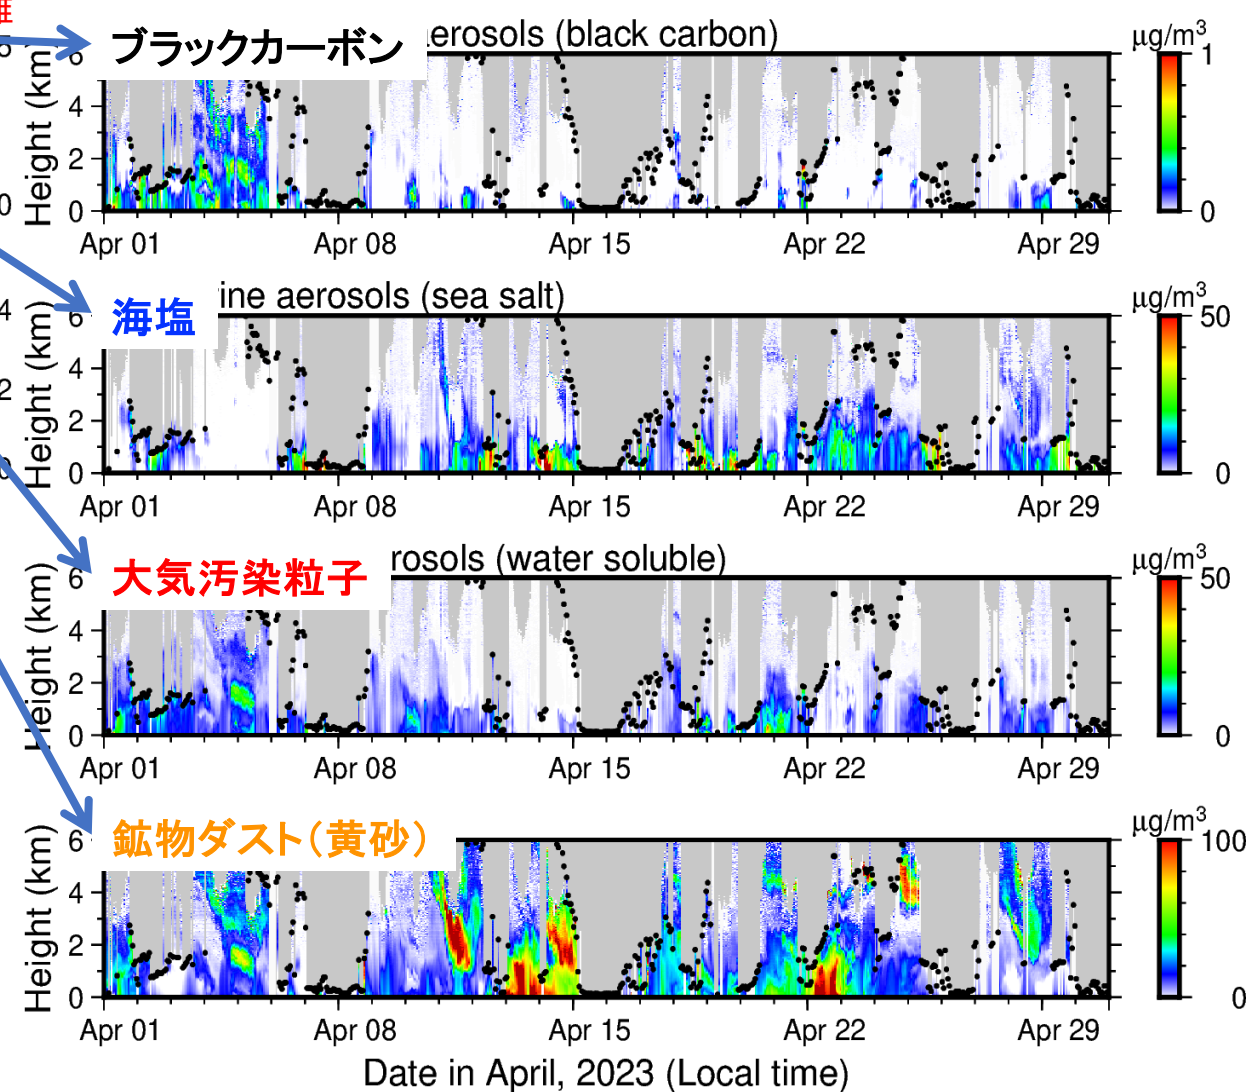 ブラックカーボン
erosols (black carbon)
μg/m3
Height (km)
6
4
2
0
1
0
Apr 01
Apr 08
Apr 15
Apr 22
Apr 29
海塩
ine aerosols (sea salt)
μg/m3
Height (km)
6
4
2
0
50
0
Apr 01
Apr 08
Apr 15
Apr 22
Apr 29
大気汚染粒子
rosols (water soluble)
μg/m3
Height (km)
6
4
2
0
50
0
Apr 01
Apr 08
Apr 15
Apr 22
Apr 29
鉱物ダスト（黄砂）
μg/m3
Height (km)
6
4
2
0
100
0
Apr 01
Apr 08
Apr 15
Apr 22
Apr 29
Date in April, 2023 (Local time)